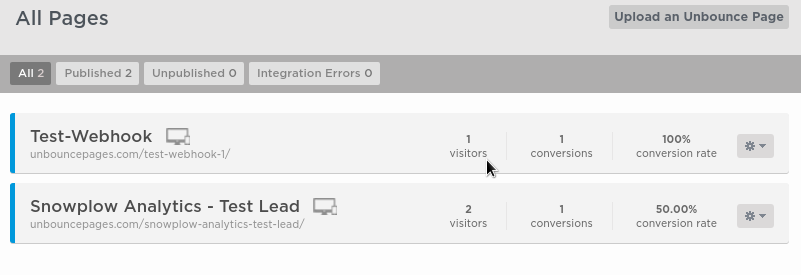 All Pages
Upload an Unbounce Page
All 2
Published 2
Unpublished 0
Integration Errors 0
Test-Webhook
unbouncepages.com/test-webhook-1/
1
visitors
1
conversions
100%
conversion rate
Snowplow Analytics - Test Lead
unbouncepages.com/snowplow-analytics-test-lead/
2
visitors
1
conversions
50.00%
conversion rate